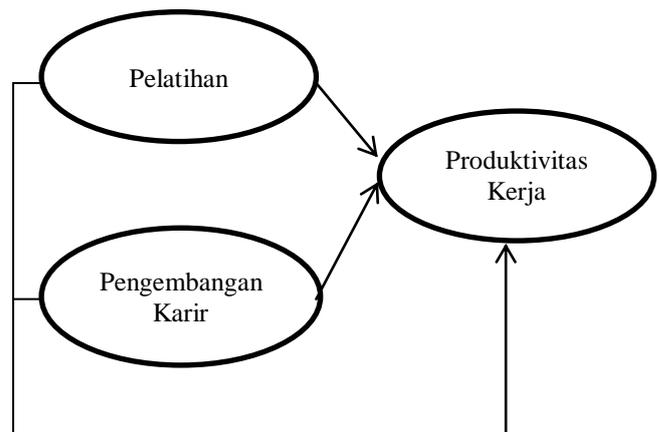 Pelatihan
Produktivitas
Kerja
Pengembangan
Karir